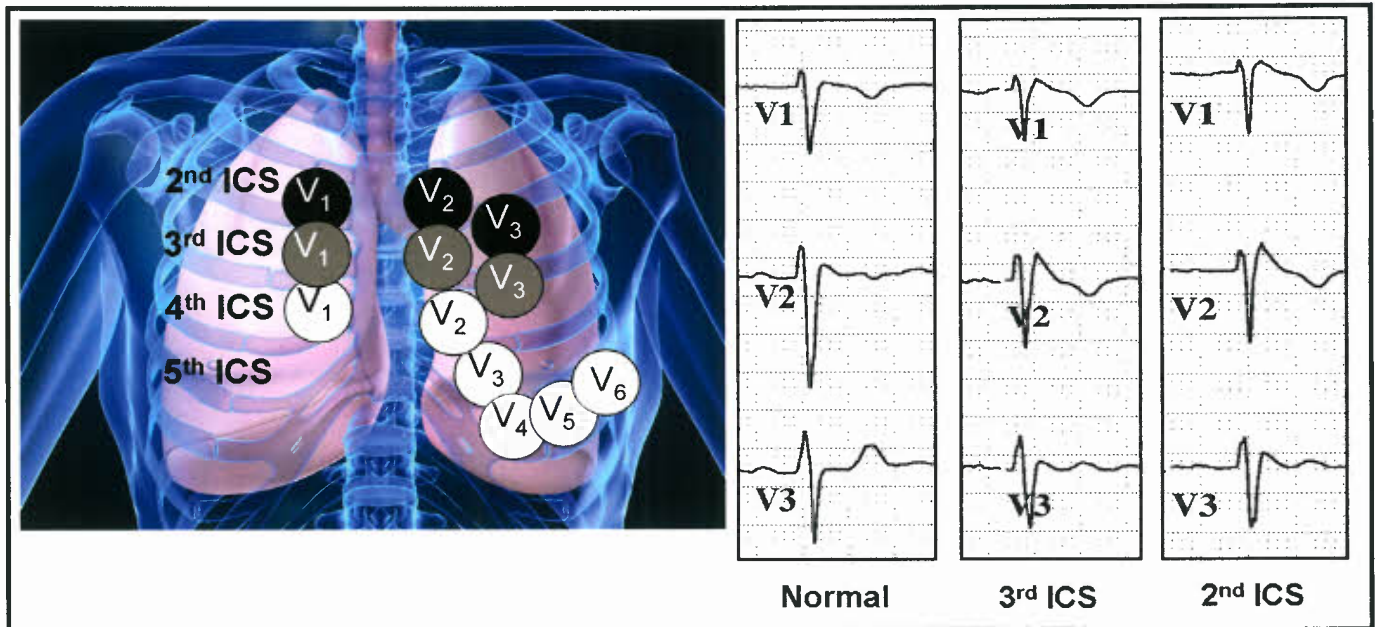 2nd ICS
V1
V2
V3
3rd ICS
V1
V2
V3
4th ICS
V1
V2
5th ICS
V3
V4
V5
V6
V1
V2
V3
Normal
V1
V2
V3
3rd ICS
V1
V2
V3
2nd ICS